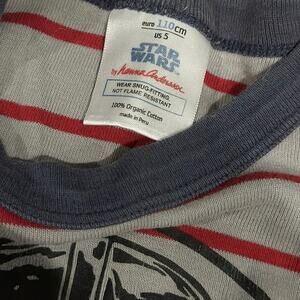 euro 110cm
US 5
STAR
WARS
by Hanna Andersson
WEAR SNUG-FITTING.
NOT FLAME RESISTANT
100% Organic Cotton
made in Peru